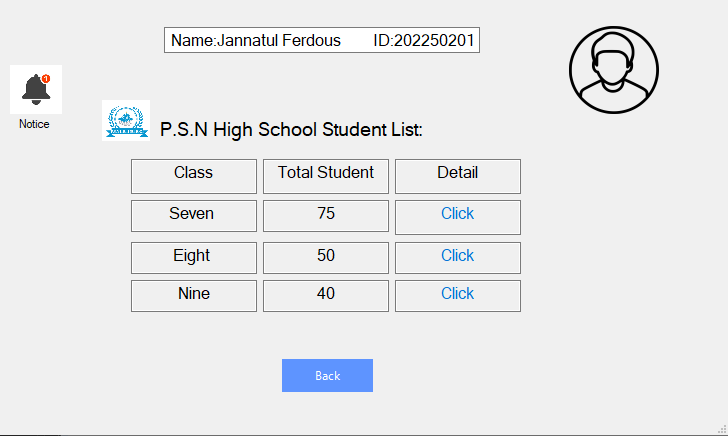 Name:Jannatul Ferdous ID:202250201
1
Notice
P.S.N High School Student List:
Class Total Student Detail
Seven 75 Click
Eight 50 Click
Nine 40 Click
Back